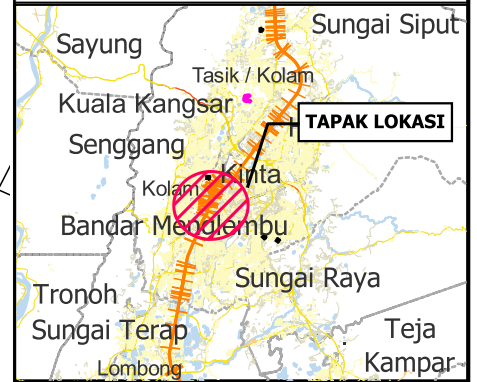 Sungai Siput
Sayung
Tasik / Kolam
Kuala Kangsar
TAPAK LOKASI
Senggang
Kinta
Kolam
Bandar Menglembu
Sungai Raya
Tronoh
Sungai Terap
Teja
Kampar
Lombong